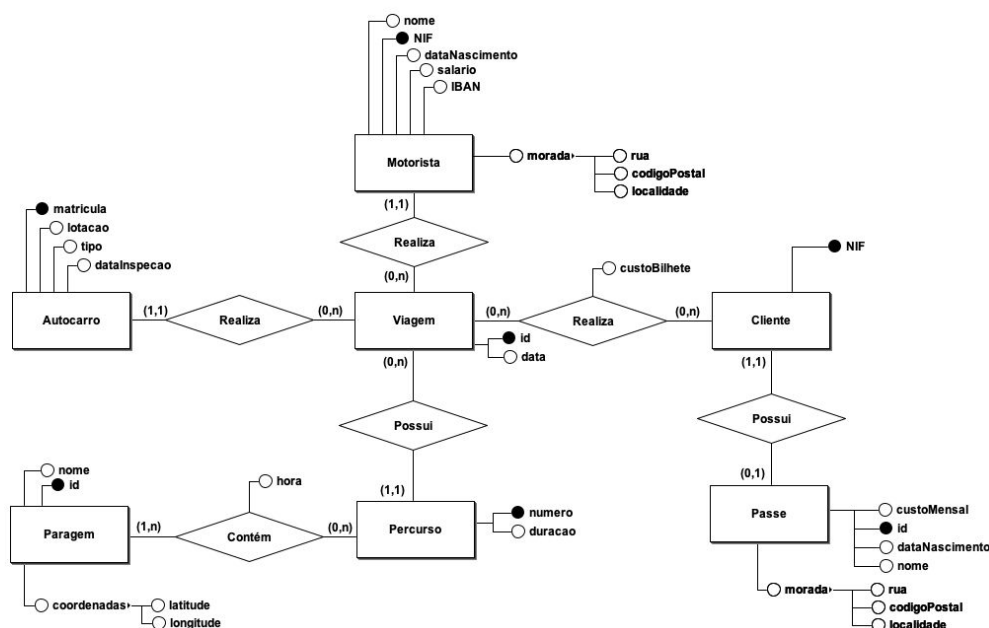 nome
NIF
dataNascimento
salario
IBAN
Motorista
morada
rua
codigoPostal
localidade
(1,1)
Realiza
(0,n)
matricula
lotacao
tipo
dataInspecao
Autocarro
(1,1)
Realiza
(0,n)
Viagem
id
data
(0,n)
custoBilhete
Realiza
(0,n)
NIF
Cliente
(1,1)
Possui
(0,1)
(0,n)
Possui
(1,1)
nome
id
Paragem
(1,n)
hora
Contém
(0,n)
Percurso
numero
duracao
coordenadas
latitude
longitude
Passe
custoMensal
id
dataNascimento
nome
morada
rua
codigoPostal
localidade